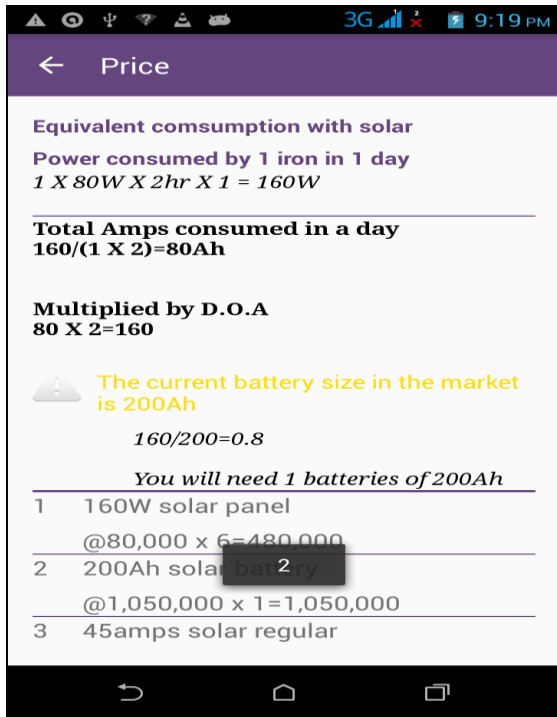 3G 1 2 9:19 PM
Price
Equivalent comsumption with solar
Power consumed by 1 iron in 1 day
1 X 80W X 2hr X 1 = 160W
Total Amps consumed in a day
160/(1 X 2)=80Ah
Multiplied by D.O.A
80 X 2=160
The current battery size in the market
is 200Ah
160/200=0.8
You will need 1 batteries of 200Ah
1 160W solar panel
@80,000 x 6=480,000
2 200Ah solar battery
2
@1,050,000 x 1=1,050,000
3 45amps solar regular